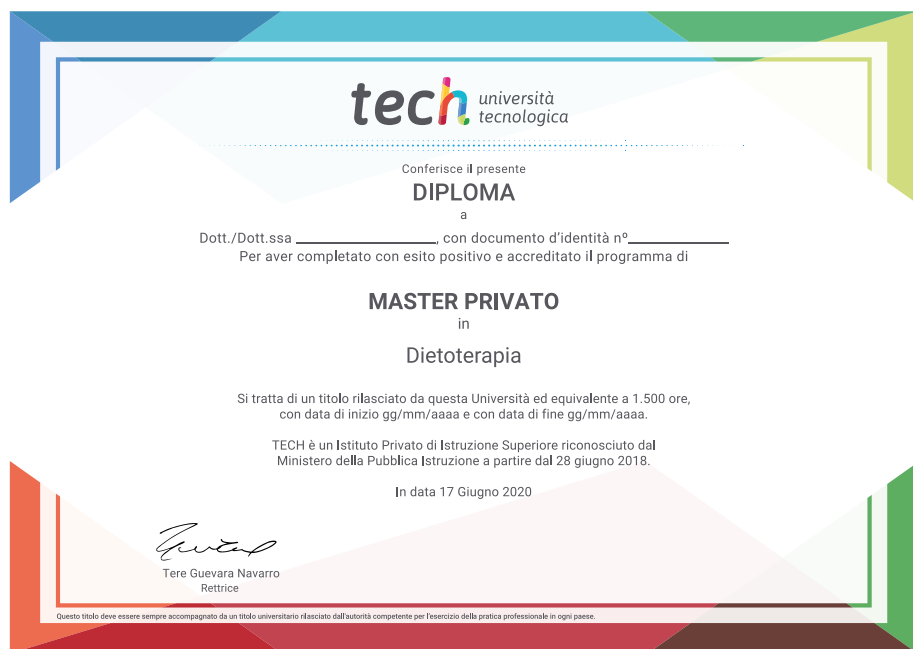 tech università
tecnologica
Conferisce il presente
DIPLOMA
a
Dott./Dott.ssa ________________, con documento d'identità nº____________
Per aver completato con esito positivo e accreditato il programma di
MASTER PRIVATO
in
Dietoterapia
Si tratta di un titolo rilasciato da questa Università ed equivalente a 1.500 ore,
con data di inizio gg/mm/aaaa e con data di fine gg/mm/aaaa.
TECH è un Istituto Privato di Istruzione Superiore riconosciuto dal
Ministero della Pubblica Istruzione a partire dal 28 giugno 2018.
In data 17 Giugno 2020
Tere Guevara Navarro
Rettrice
Questo titolo deve essere sempre accompagnato da un titolo universitario rilasciato dall'autorità competente per l'esercizio della pratica professionale in ogni paese.